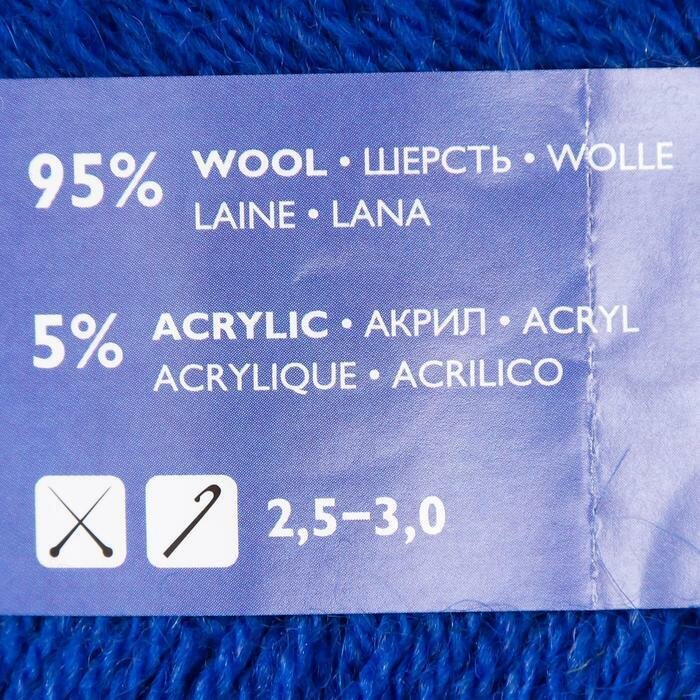 95% WOOL • ШЕРСТЬ • WOLLE
LAINE • LANA
5% ACRYLIC • АКРИЛ • ACRYL
ACRYLIQUE • ACRILICO
2,5–3,0